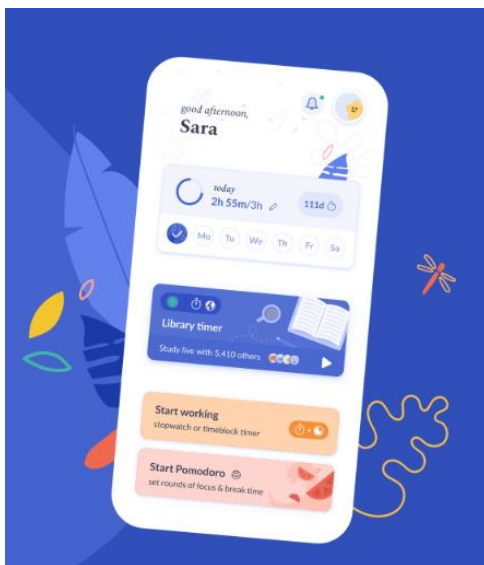 good afternoon,
Sara
today
2h 55m/3h
111d
Mo Tu We Th Fr Sa
Library timer
Study live with 5,410 others
Start working
stopwatch or timeblock timer
Start Pomodoro
set rounds of focus & break time